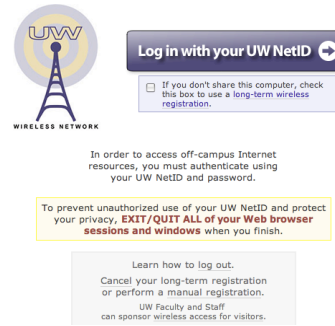 UW
WIRELESS NETWORK
Log in with your UW NetID
If you don't share this computer, check
this box to use a long-term wireless
registration.
In order to access off-campus Internet
resources, you must authenticate using
your UW NetID and password.
To prevent unauthorized use of your UW NetID and protect
your privacy, EXIT/QUIT ALL of your Web browser
sessions and windows when you finish.
Learn how to log out.
Cancel your long-term registration
or perform a manual registration.
UW Faculty and Staff
can sponsor wireless access for visitors.